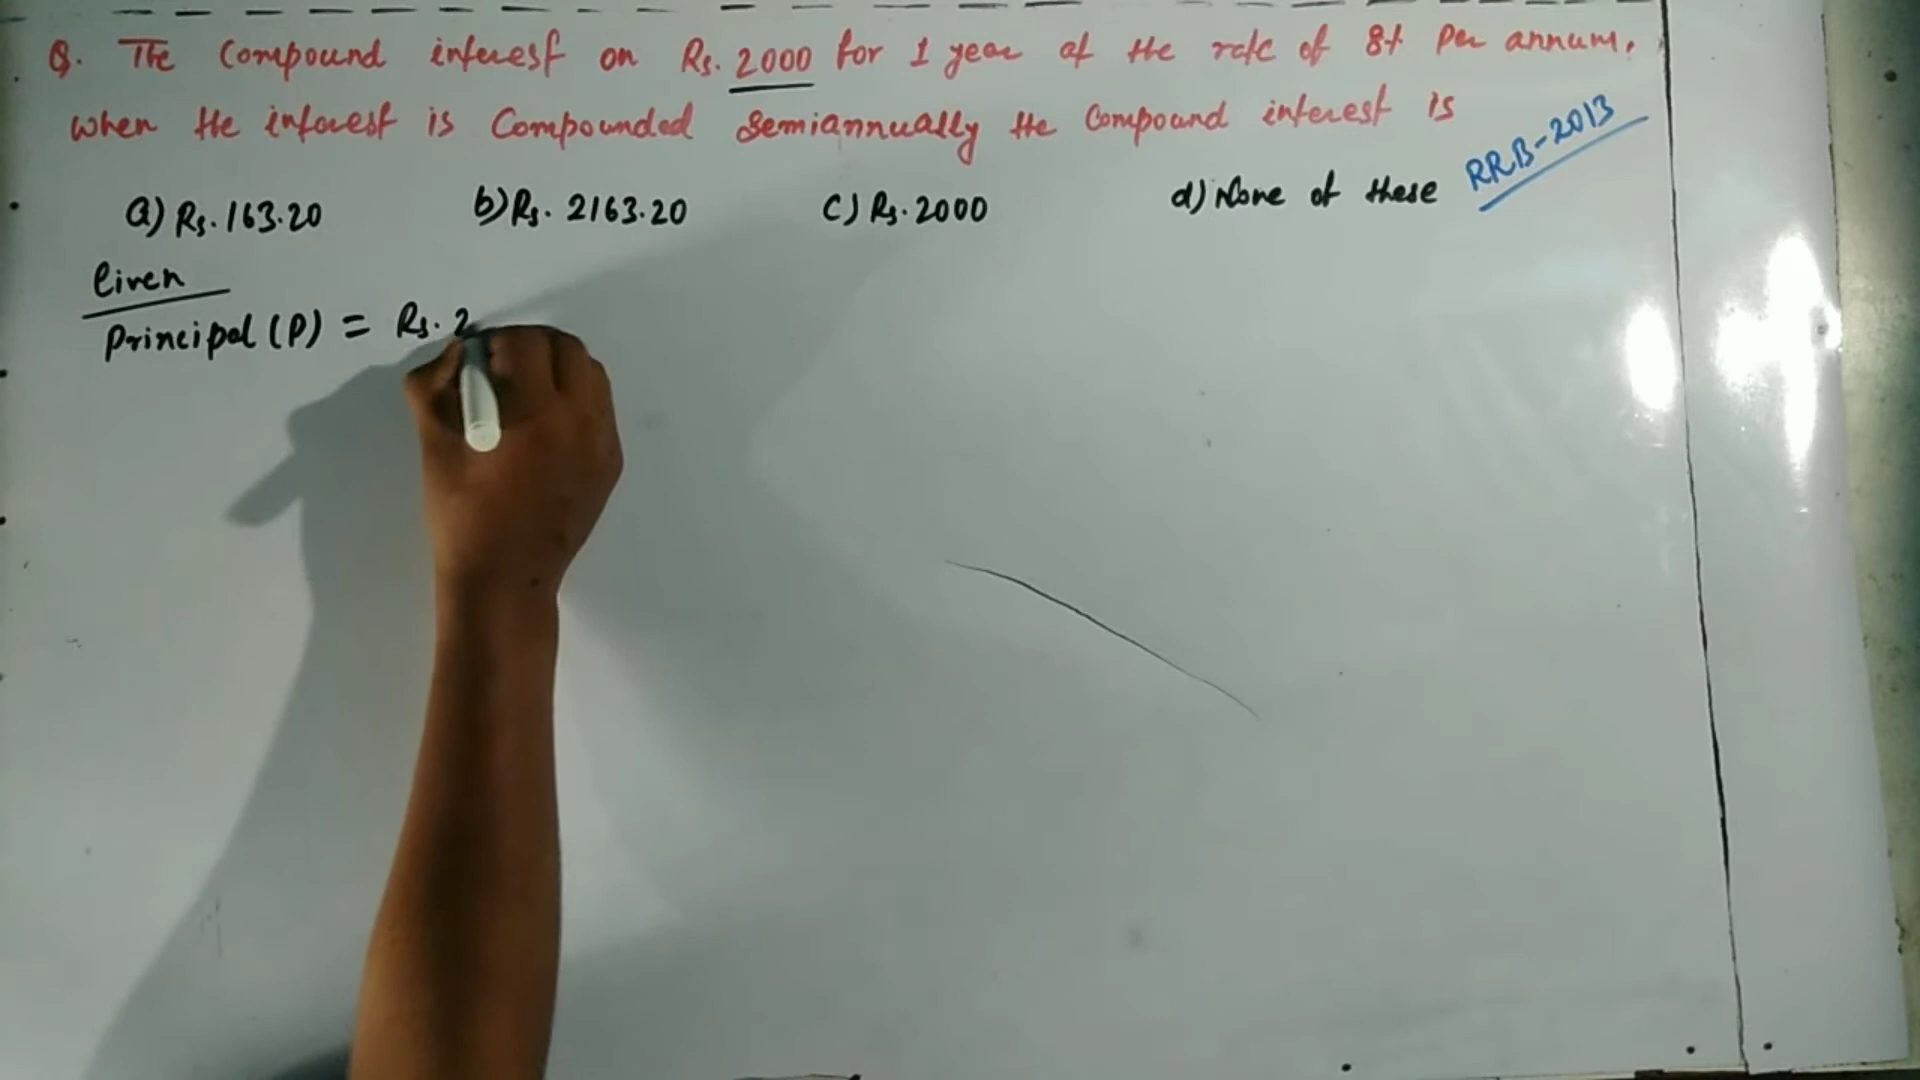 Q. The Compound interest on Rs. 2000 for 1 year at the rate of 8% Per annum.
When the interest is Compounded Semiannually the Compound interest is
RRB-2013
a) Rs. 163.20 b) Rs. 2163.20 c) Rs. 2000 d) None of these
Given
Principal (P) = Rs. 2